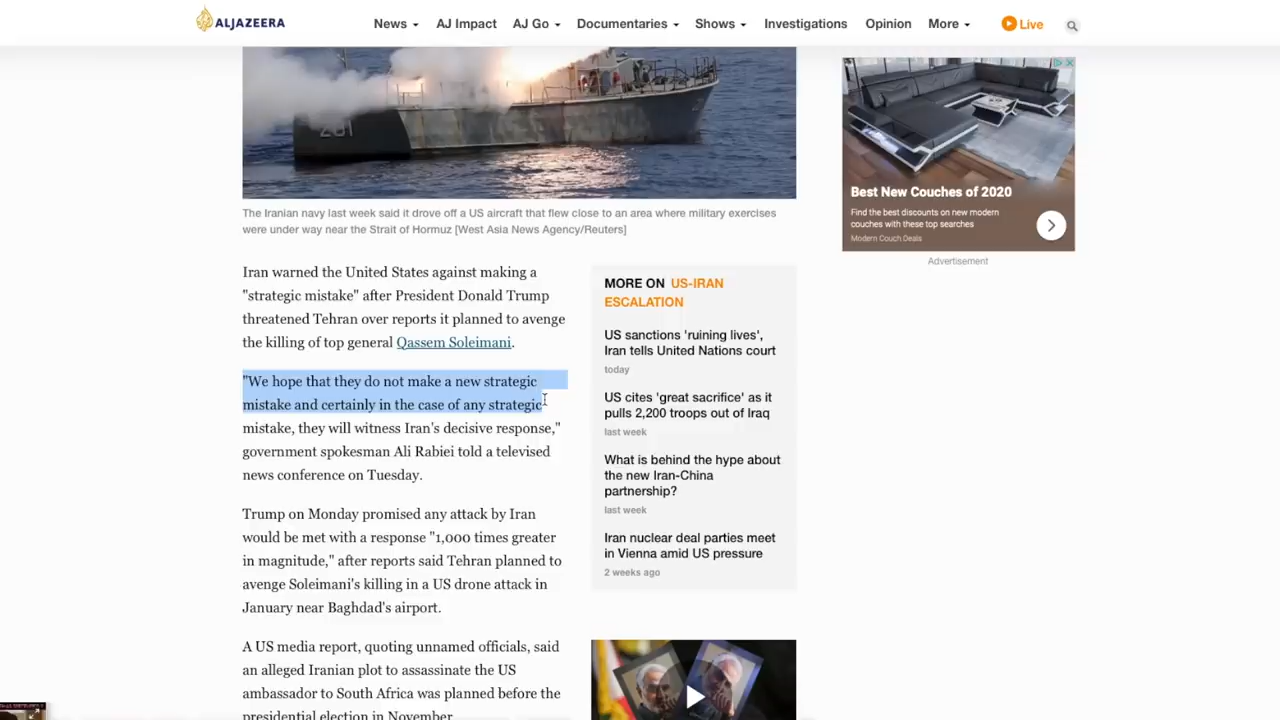 ALJAZEERA
News
AJ Impact
AJ Go
Documentaries
Shows
Investigations
Opinion
More
Live
201
The Iranian navy last week said it drove off a US aircraft that flew close to an area where military exercises
were under way near the Strait of Hormuz [West Asia News Agency/Reuters]
Iran warned the United States against making a
"strategic mistake" after President Donald Trump
threatened Tehran over reports it planned to avenge
the killing of top general Qassem Soleimani.
"We hope that they do not make a new strategic
mistake and certainly in the case of any strategic
mistake, they will witness Iran's decisive response,"
government spokesman Ali Rabiei told a televised
news conference on Tuesday.
Trump on Monday promised any attack by Iran
would be met with a response "1,000 times greater
in magnitude," after reports said Tehran planned to
avenge Soleimani's killing in a US drone attack in
January near Baghdad's airport.
A US media report, quoting unnamed officials, said
an alleged Iranian plot to assassinate the US
ambassador to South Africa was planned before the
presidential election in November.
MORE ON US-IRAN
ESCALATION
US sanctions 'ruining lives',
Iran tells United Nations court
today
US cites 'great sacrifice' as it
pulls 2,200 troops out of Iraq
last week
What is behind the hype about
the new Iran-China
partnership?
last week
Iran nuclear deal parties meet
in Vienna amid US pressure
2 weeks ago
Best New Couches of 2020
Find the best discounts on new modern
couches with these top searches
Modern Couch Deals
Advertisement